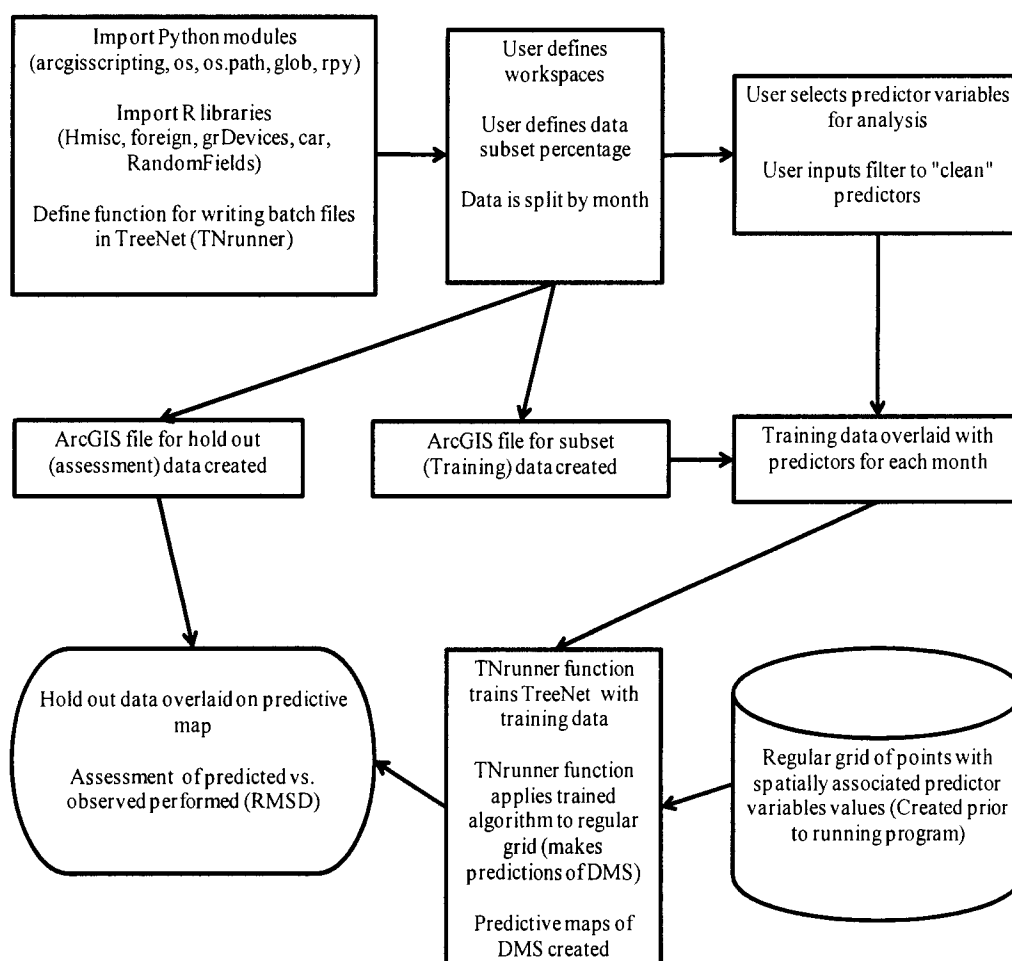 Import Python modules
(arcgisscripting, os, os.path, glob, rpy)
Import R libraries
(Hmisc, foreign, grDevices, car,
RandomFields)
Define function for writing batch files
in TreeNet (TNrunner)
User defines
workspaces
User defines data
subset percentage
Data is split by month
User selects predictor variables
for analysis
User inputs filter to "clean"
predictors
ArcGIS file for hold out
(assessment) data created
ArcGIS file for subset
(Training) data created
Training data overlaid with
predictors for each month
Hold out data overlaid on predictive
map
Assessment of predicted vs.
observed performed (RMSD)
TNrunner function
trains TreeNet with
training data
TNrunner function
applies trained
algorithm to regular
grid (makes
predictions of DMS)
Predictive maps of
DMS created
Regular grid of points with
spatially associated predictor
variables values (Created prior
to running program)